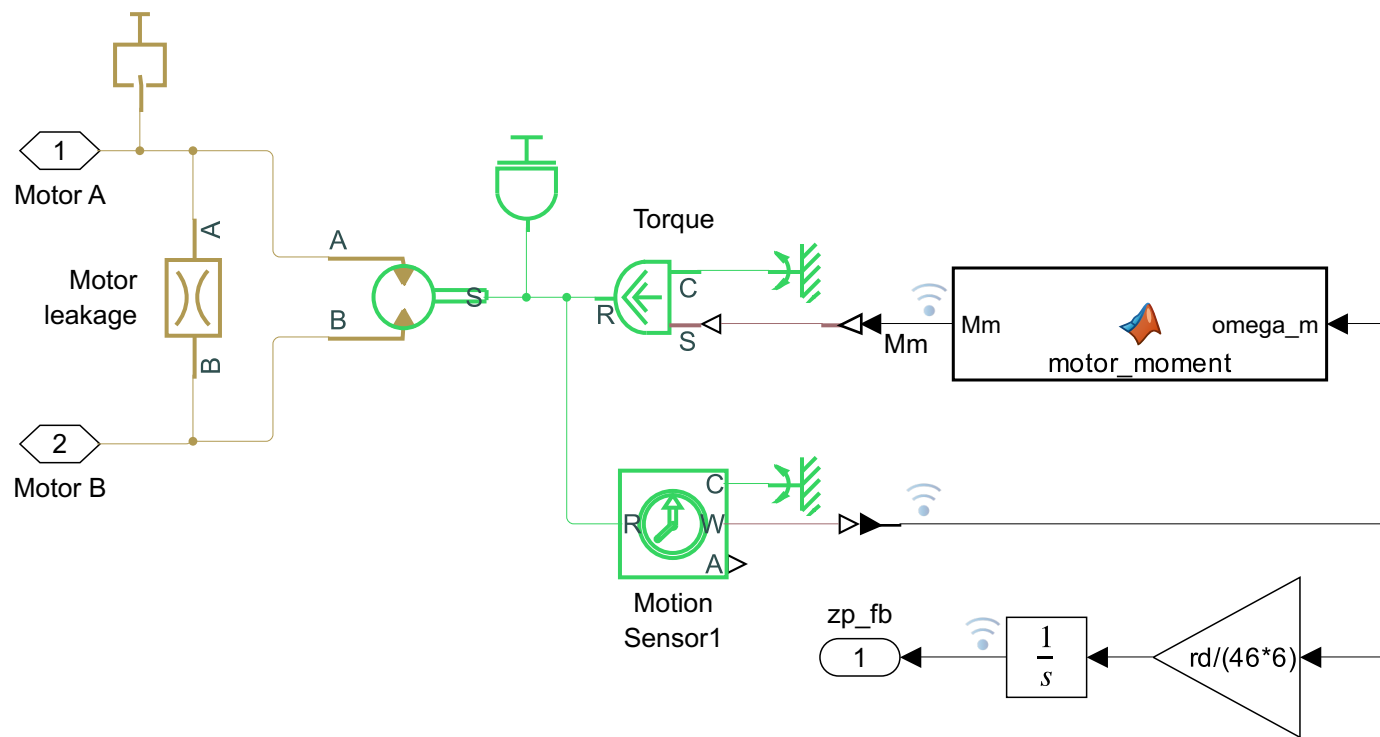 1
Motor A
A
Motor
leakage
B
2
Motor B
A
B
S
Torque
R
C
S
Mm
Mm
omega_m
motor_moment
R
C
W
A
Motion
Sensor1
zp_fb
1
1
s
rd/(46*6)